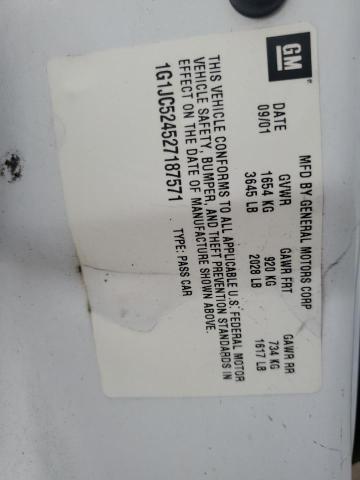 GM
MFD BY GENERAL MOTORS CORP
DATE GVWR GAWR FRT GAWR RR
09/01 1654 KG 920 KG 734 KG
3645 LB 2028 LB 1617 LB
THIS VEHICLE CONFORMS TO ALL APPLICABLE U.S. FEDERAL MOTOR
VEHICLE SAFETY, BUMPER, AND THEFT PREVENTION STANDARDS IN
EFFECT ON THE DATE OF MANUFACTURE SHOWN ABOVE.
1G1JC524527187571 TYPE: PASS CAR